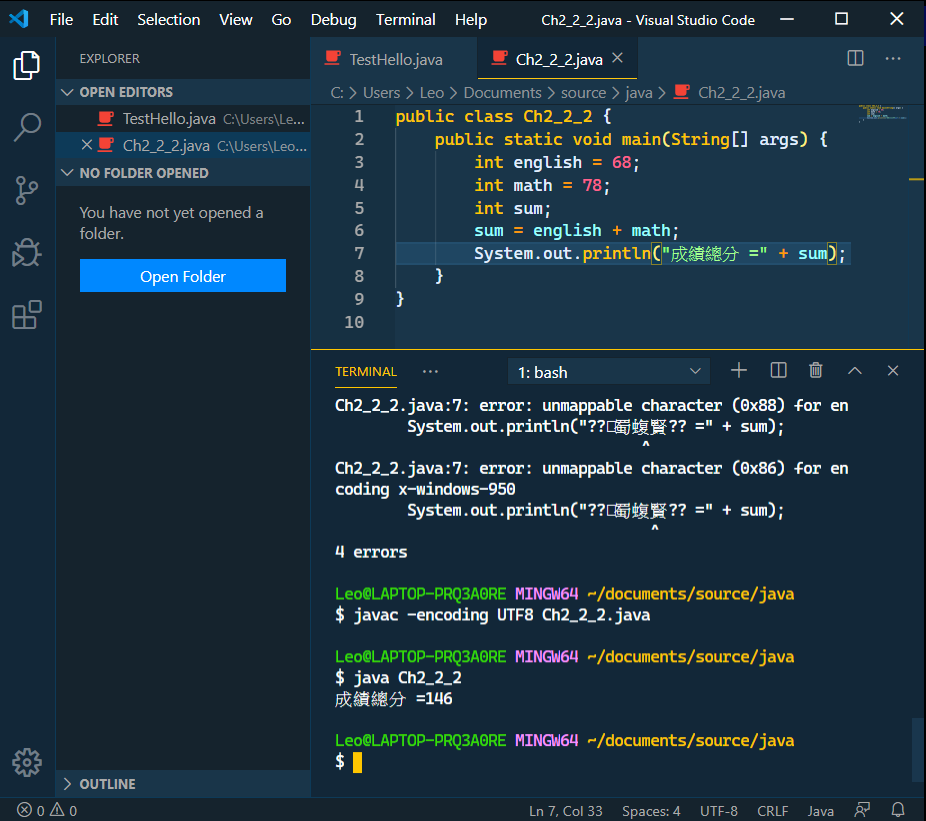 File Edit Selection View Go Debug Terminal Help Ch2_2_2.java - Visual Studio Code
EXPLORER
OPEN EDITORS
TestHello.java C:\Users\Le...
Ch2_2_2.java C:\Users\Leo...
NO FOLDER OPENED
You have not yet opened a
folder.
Open Folder
OUTLINE
TestHello.java Ch2_2_2.java
C: > Users > Leo > Documents > source > java > Ch2_2_2.java
1 public class Ch2_2_2 {
2 public static void main(String[] args) {
3 int english = 68;
4 int math = 78;
5 int sum;
6 sum = english + math;
7 System.out.println("成績總分 =" + sum);
8 }
9 }
10
TERMINAL ... 1: bash
Ch2_2_2.java:7: error: unmappable character (0x88) for en
System.out.println("??□蜀蝮賢?? =" + sum);
^
Ch2_2_2.java:7: error: unmappable character (0x86) for en
coding x-windows-950
System.out.println("??□蜀蝮賢?? =" + sum);
^
4 errors
Leo@LAPTOP-PRQ3A0RE MINGW64 ~/documents/source/java
$ javac -encoding UTF8 Ch2_2_2.java
Leo@LAPTOP-PRQ3A0RE MINGW64 ~/documents/source/java
$ java Ch2_2_2
成績總分 =146
Leo@LAPTOP-PRQ3A0RE MINGW64 ~/documents/source/java
$
0 0 Ln 7, Col 33 Spaces: 4 UTF-8 CRLF Java